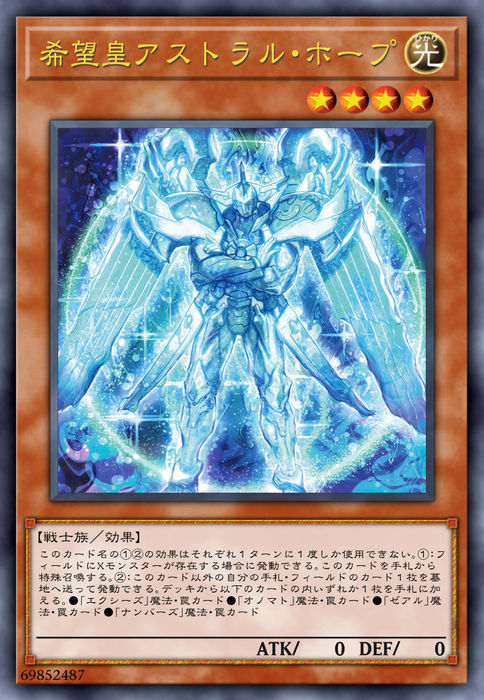 希望皇アストラル・ホープ
ひかり
光
【戦士族／効果】
このカード名の①②の効果はそれぞれ１ターンに１度しか使用できない。①：フィ
ールドにXモンスターが存在する場合に発動できる。このカードを手札から
特殊召喚する。②：このカード以外の自分の手札・フィールドのカード１枚を墓
地へ送って発動できる。デッキから以下のカードの内いずれか１枚を手札に
加える。●「エクシーズ」魔法・罠カード●「オノマト」魔法・罠カード●「ゼアル」魔
法・罠カード●「ナンバーズ」魔法・罠カード
ATK/ 0 DEF/ 0
69852487